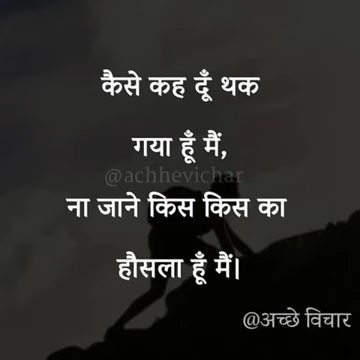 कैसे कह दूँ थक
गया हूँ मैं,
@achhevichar
ना जाने किस किस का
हौसला हूँ मैं।
@अच्छे विचार